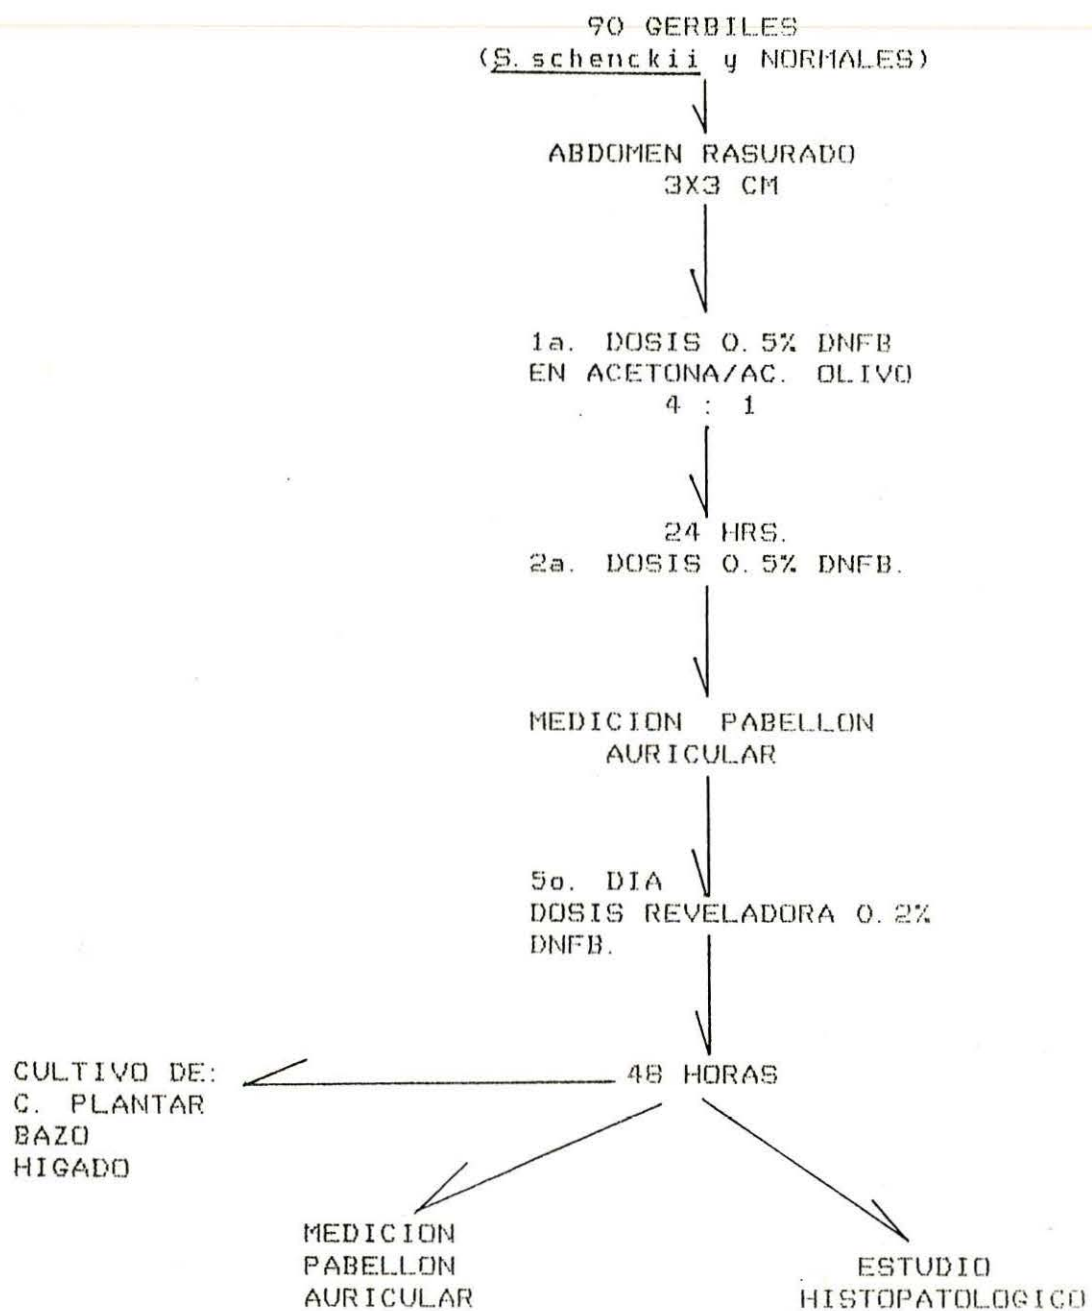 90 GERBILES
(S. schenckii y NORMALES)
ABDOMEN RASURADO
3X3 CM
1a. DOSIS 0.5% DNFB
EN ACETONA/AC. OLIVO
4 : 1
24 HRS.
2a. DOSIS 0.5% DNFB.
MEDICION PABELLON
AURICULAR
5o. DIA
DOSIS REVELADORA 0.2%
DNFB.
48 HORAS
CULTIVO DE:
C. PLANTAR
BAZO
HIGADO
MEDICION
PABELLON
AURICULAR
ESTUDIO
HISTOPATOLOGICO